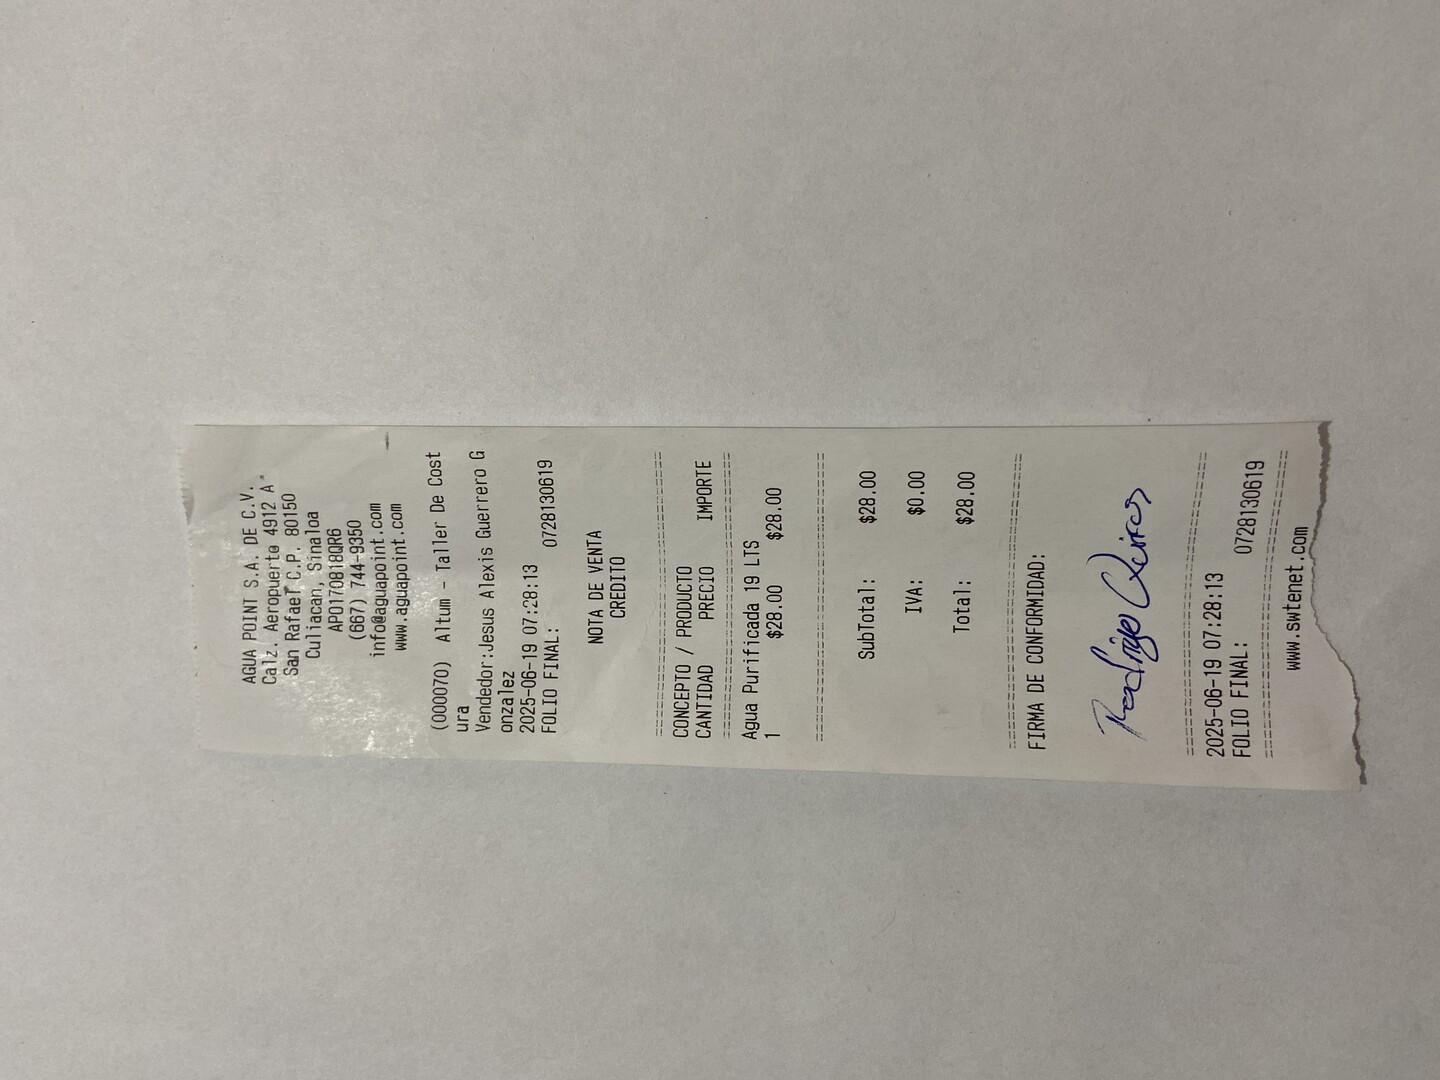 AGUA POINT S.A. DE C.V.
Calz. Aeropuerto 4912 A
San Rafael C.P. 80150
Culiacan, Sinaloa
APO170818QR6
(667) 744-9350
info@aguapoint.com
www.aguapoint.com
(000070) Altum - Taller De Cost
ura
Vendedor:Jesus Alexis Guerrero G
onzalez
2025-06-19 07:28:13
FOLIO FINAL: 0728130619
NOTA DE VENTA
CREDITO
================================
CONCEPTO / PRODUCTO
CANTIDAD PRECIO IMPORTE
================================
Agua Purificada 19 LTS
1 $28.00 $28.00
================================
SubTotal: $28.00
IVA: $0.00
Total: $28.00
================================
FIRMA DE CONFORMIDAD:
Rodrigo Quiroz
================================
2025-06-19 07:28:13
FOLIO FINAL: 0728130619
================================
www.swtenet.com